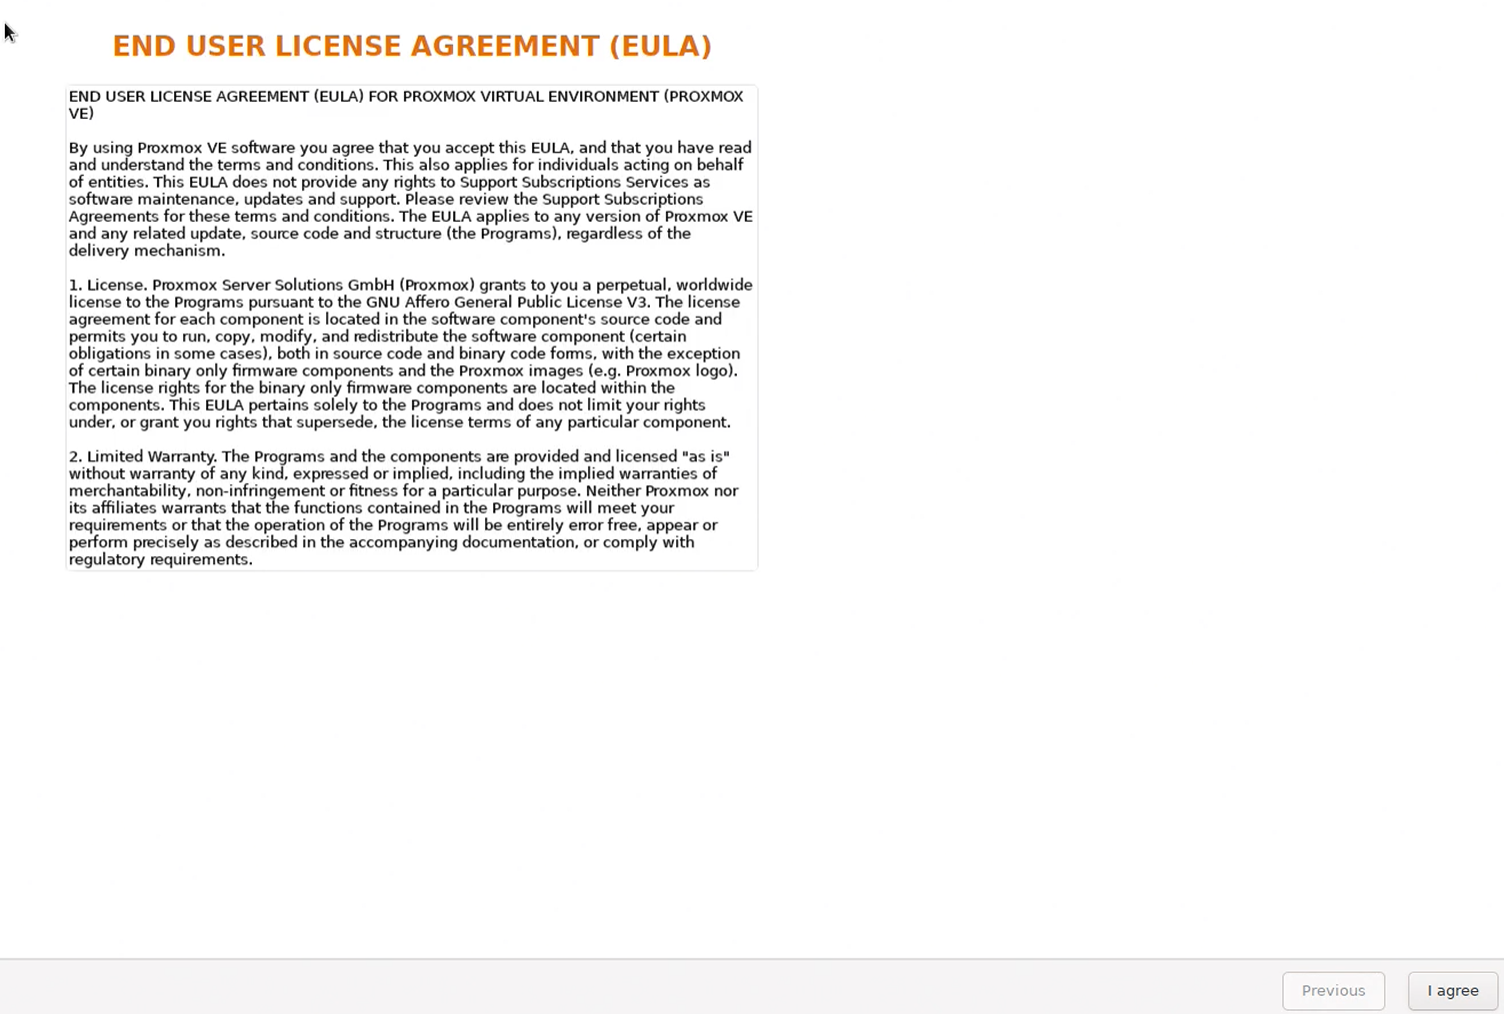 END USER LICENSE AGREEMENT (EULA)
END USER LICENSE AGREEMENT (EULA) FOR PROXMOX VIRTUAL ENVIRONMENT (PROXMOX
VE)
By using Proxmox VE software you agree that you accept this EULA, and that you have read
and understand the terms and conditions. This also applies for individuals acting on behalf
of entities. This EULA does not provide any rights to Support Subscriptions Services as
software maintenance, updates and support. Please review the Support Subscriptions
Agreements for these terms and conditions. The EULA applies to any version of Proxmox VE
and any related update, source code and structure (the Programs), regardless of the
delivery mechanism.
1. License. Proxmox Server Solutions GmbH (Proxmox) grants to you a perpetual, worldwide
license to the Programs pursuant to the GNU Affero General Public License V3. The license
agreement for each component is located in the software component's source code and
permits you to run, copy, modify, and redistribute the software component (certain
obligations in some cases), both in source code and binary code forms, with the exception
of certain binary only firmware components and the Proxmox images (e.g. Proxmox logo).
The license rights for the binary only firmware components are located within the
components. This EULA pertains solely to the Programs and does not limit your rights
under, or grant you rights that supersede, the license terms of any particular component.
2. Limited Warranty. The Programs and the components are provided and licensed "as is"
without warranty of any kind, expressed or implied, including the implied warranties of
merchantability, non-infringement or fitness for a particular purpose. Neither Proxmox nor
its affiliates warrants that the functions contained in the Programs will meet your
requirements or that the operation of the Programs will be entirely error free, appear or
perform precisely as described in the accompanying documentation, or comply with
regulatory requirements.
Previous
I agree